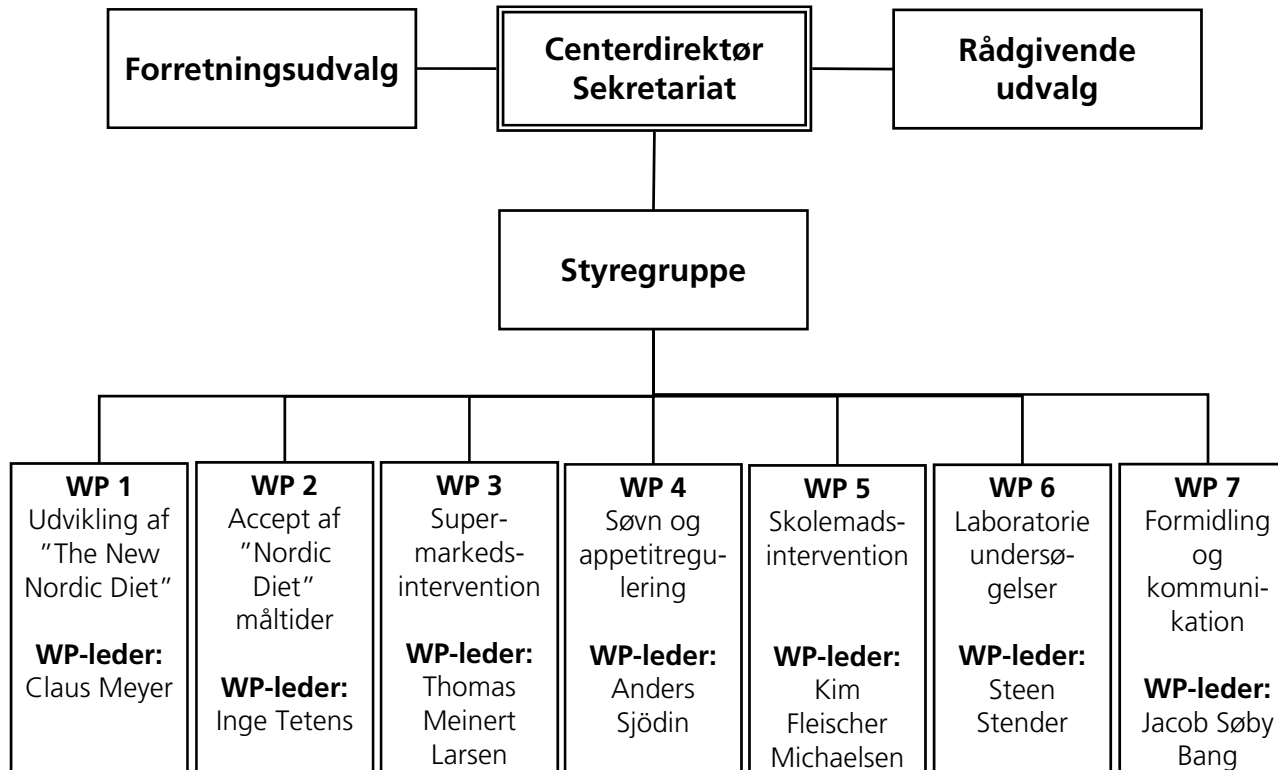 Forretningsudvalg
Centerdirektør
Sekretariat
Rådgivende
udvalg
Styregruppe
WP 1
Udvikling af
”The New
Nordic Diet”
WP-leder:
Claus Meyer
WP 2
Accept af
”Nordic
Diet”
måltider
WP-leder:
Inge Tetens
WP 3
Super-
markeds-
intervention
WP-leder:
Thomas
Meinert
Larsen
WP 4
Søvn og
appetitregu-
lering
WP-leder:
Anders
Sjödin
WP 5
Skolemads-
intervention
WP-leder:
Kim
Fleischer
Michaelsen
WP 6
Laboratorie
undersø-
gelser
WP-leder:
Steen
Stender
WP 7
Formidling
og
kommuni-
kation
WP-leder:
Jacob Søby
Bang